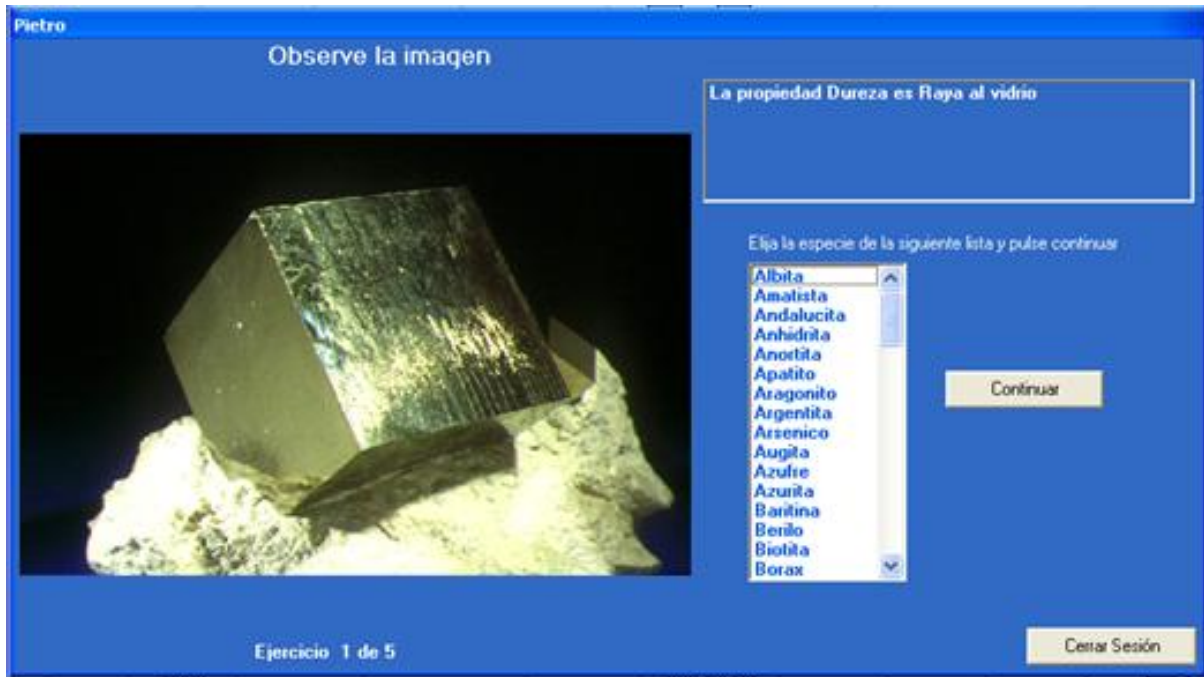 Pietro
Observe la imagen
La propiedad Dureza es Raya al vidrio
Elija la especie de la siguiente lista y pulse continuar
Albita
Amatista
Andalucita
Anhidrita
Anortita
Apatito
Aragonito
Argentita
Arsenico
Augita
Azufre
Azurita
Baritina
Berilo
Biotita
Borax
Continuar
Ejercicio 1 de 5
Cerrar Sesión